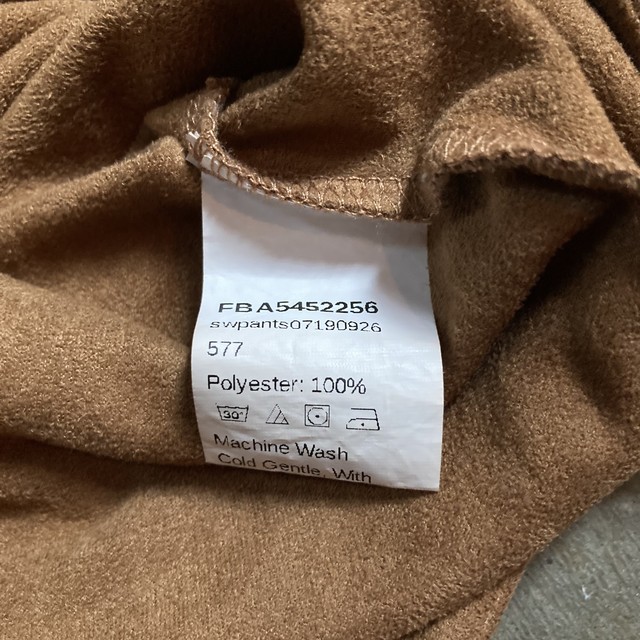 FBA5452256
swpants07190926
577
Polyester: 100%
30°
Machine Wash
Cold Gentle, With